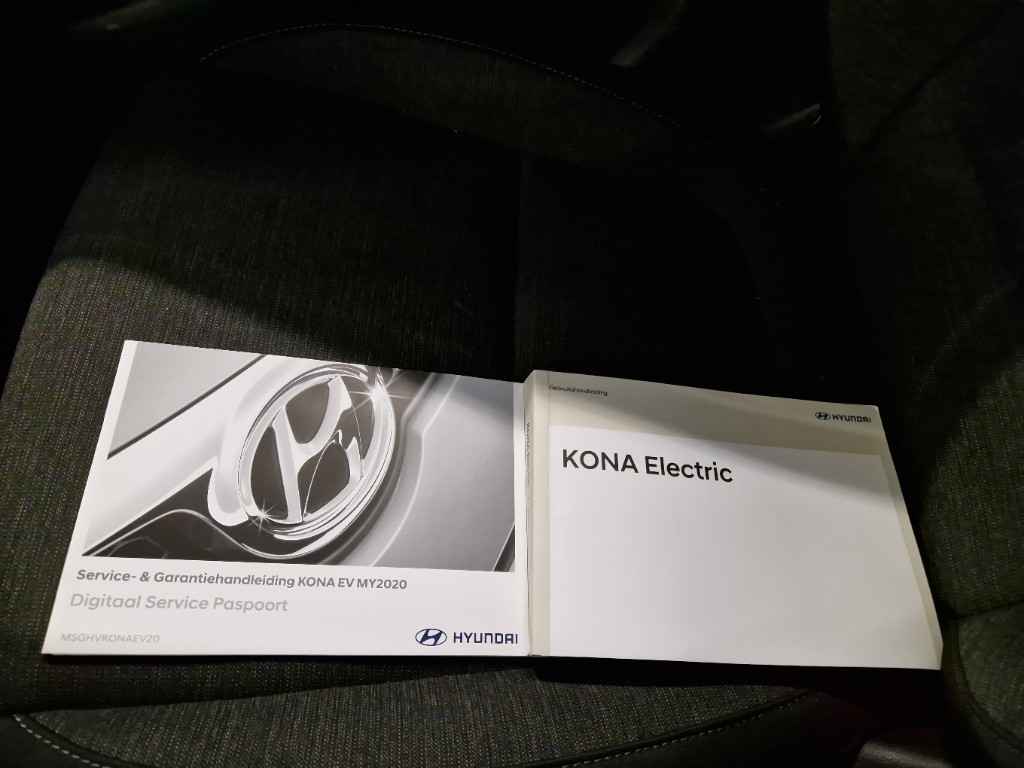 Service- & Garantiehandleiding KONA EV MY2020
Digitaal Service Paspoort
MSGHVKONAEV20
HYUNDAI
Gebruikshandleiding
HYUNDAI
KONA Electric